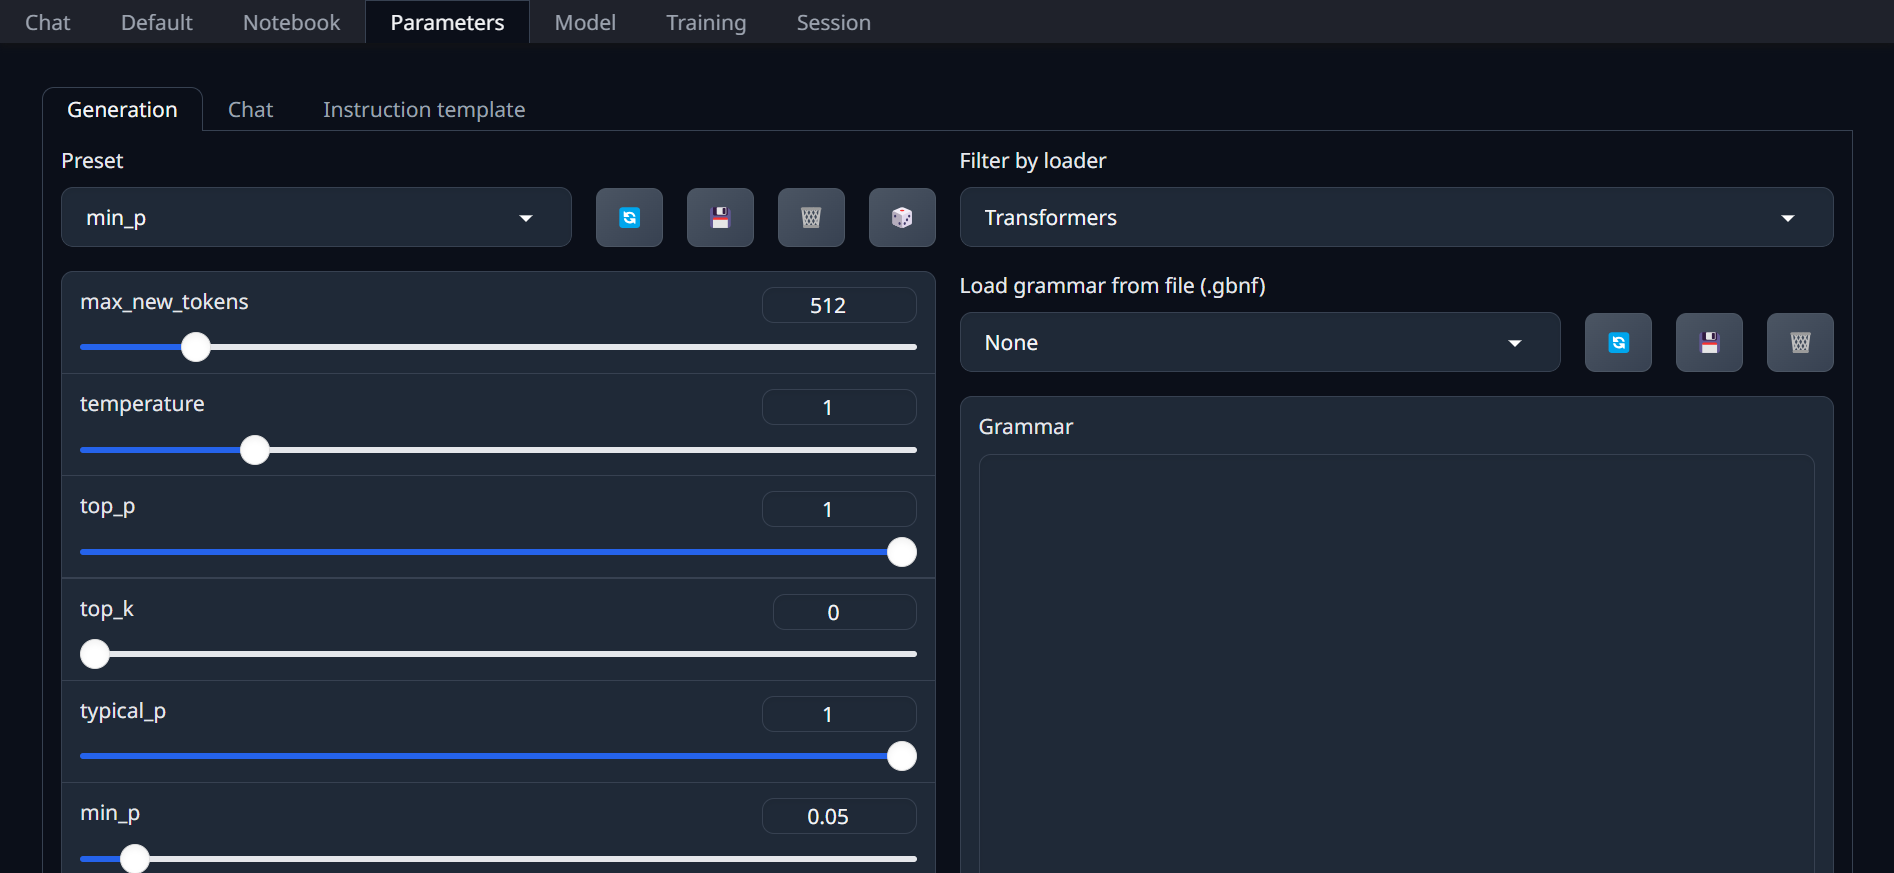 Chat Default Notebook Parameters Model Training Session
Generation Chat Instruction template
Preset
min_p
Filter by loader
Transformers
Load grammar from file (.gbnf)
None
Grammar
max_new_tokens 512
temperature 1
top_p 1
top_k 0
typical_p 1
min_p 0.05